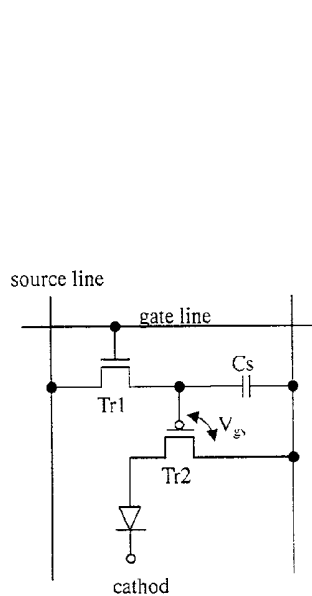 source line
gate line
Cs
Tr1
Vgs
Tr2
cathod